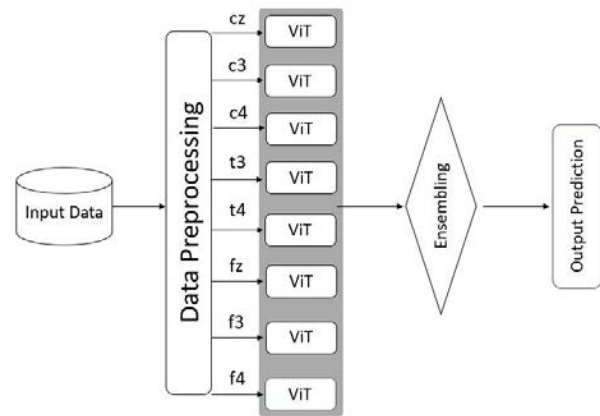 Input Data
Data Preprocessing
cz
ViT
c3
ViT
c4
ViT
t3
ViT
t4
ViT
fz
ViT
f3
ViT
f4
ViT
Ensembling
Output Prediction